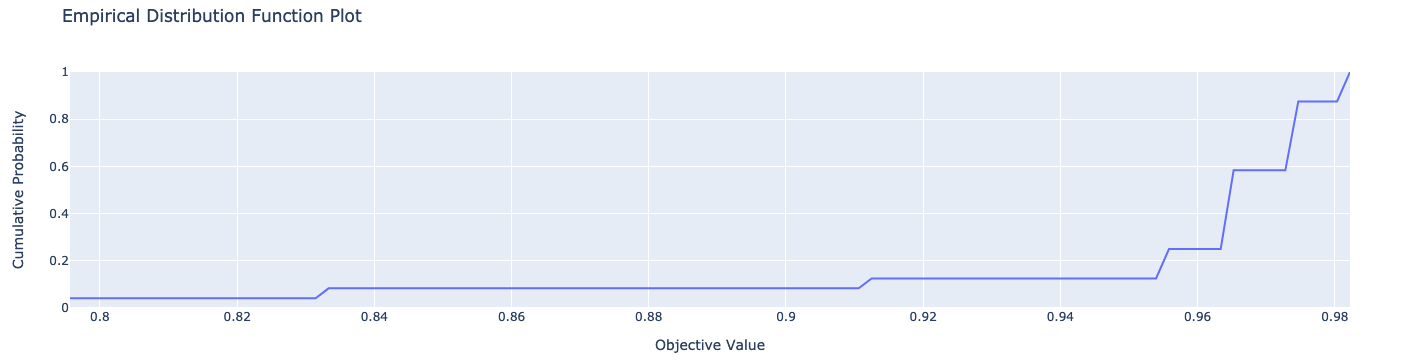 Empirical Distribution Function Plot
1
0.8
0.6
0.4
0.2
0
Cumulative Probability
0.8 0.82 0.84 0.86 0.88 0.9 0.92 0.94 0.96 0.98
Objective Value